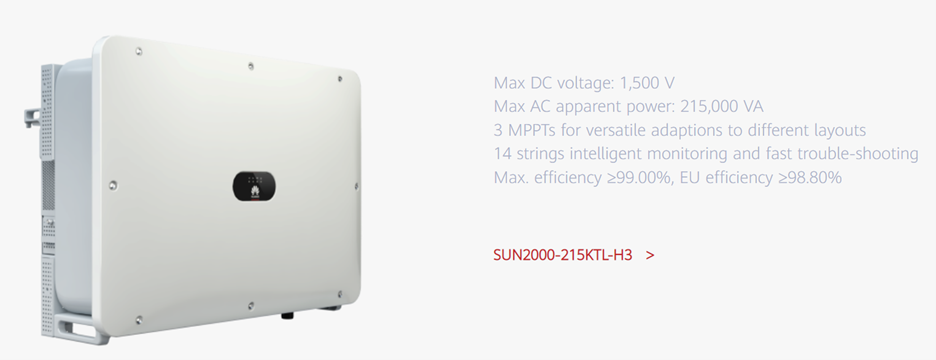 Max DC voltage: 1,500 V
Max AC apparent power: 215,000 VA
3 MPPTs for versatile adaptions to different layouts
14 strings intelligent monitoring and fast trouble-shooting
Max. efficiency ≥99.00%, EU efficiency ≥98.80%
SUN2000-215KTL-H3 >